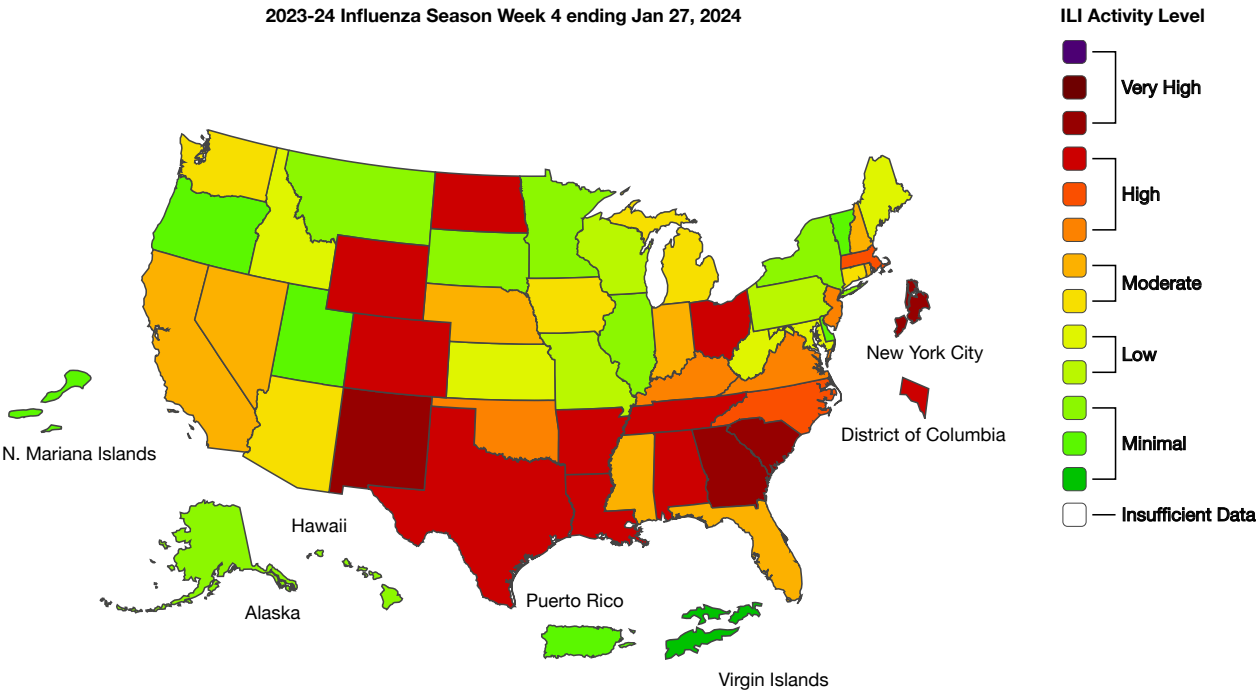 2023-24 Influenza Season Week 4 ending Jan 27, 2024
ILI Activity Level
Very High
High
Moderate
Low
Minimal
Insufficient Data
New York City
District of Columbia
N. Mariana Islands
Hawaii
Alaska
Puerto Rico
Virgin Islands